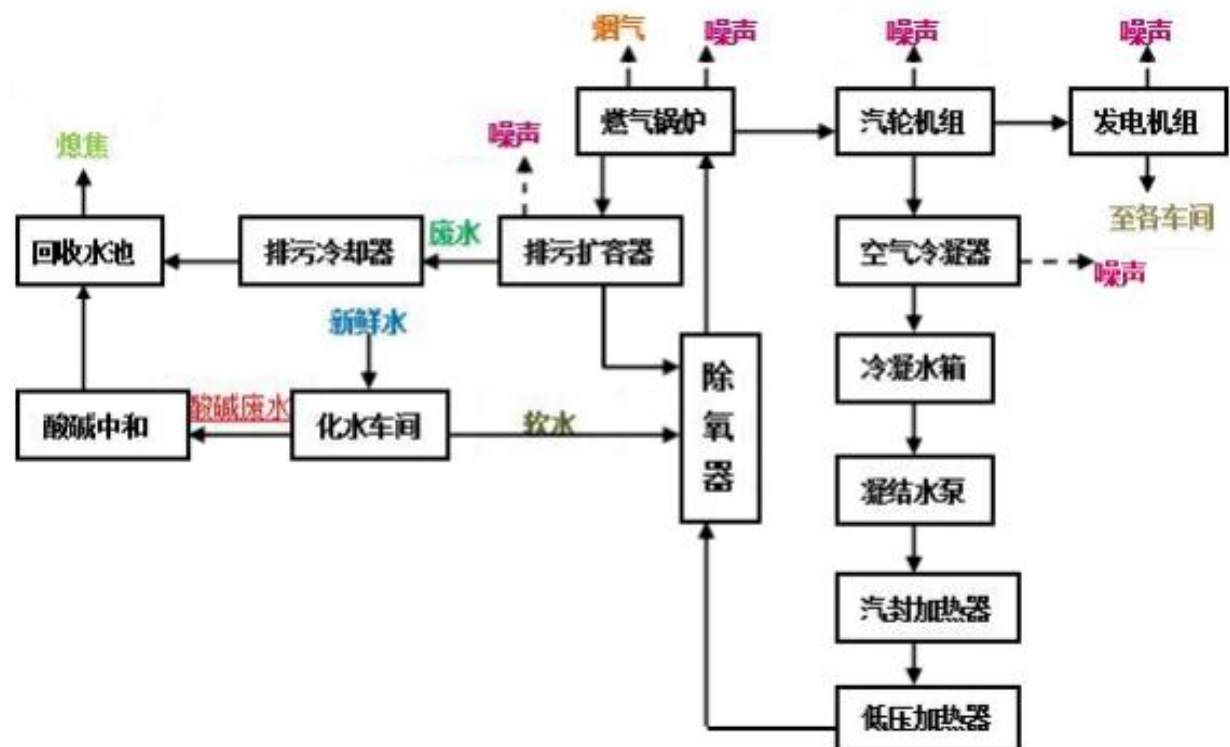 烟气
噪声
噪声
噪声
燃气锅炉
汽轮机组
发电机组
噪声
熄焦
至各车间
回收水池
排污冷却器
废水
排污扩容器
空气冷凝器
噪声
新鲜水
除氧器
冷凝水箱
酸碱中和
酸碱废水
化水车间
软水
凝结水泵
汽封加热器
低压加热器